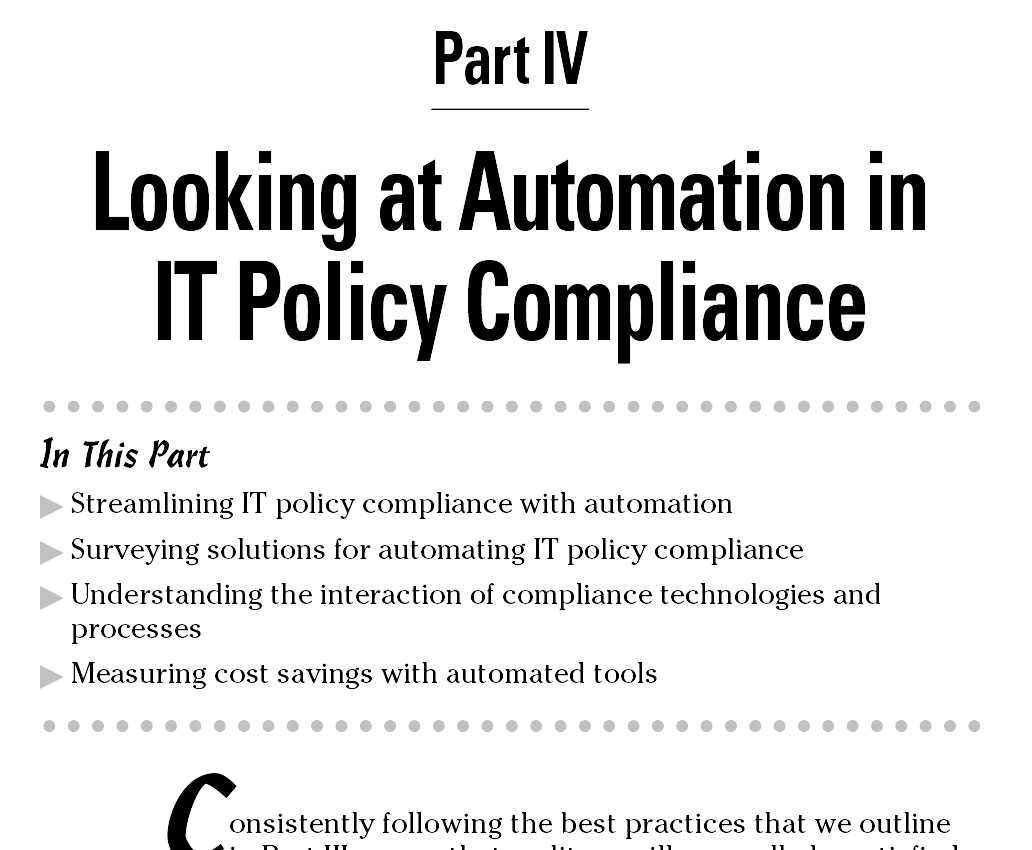 Part IV
Looking at Automation in
IT Policy Compliance
In This Part
Streamlining IT policy compliance with automation
Surveying solutions for automating IT policy compliance
Understanding the interaction of compliance technologies and
processes
Measuring cost savings with automated tools
Consistently following the best practices that we outline